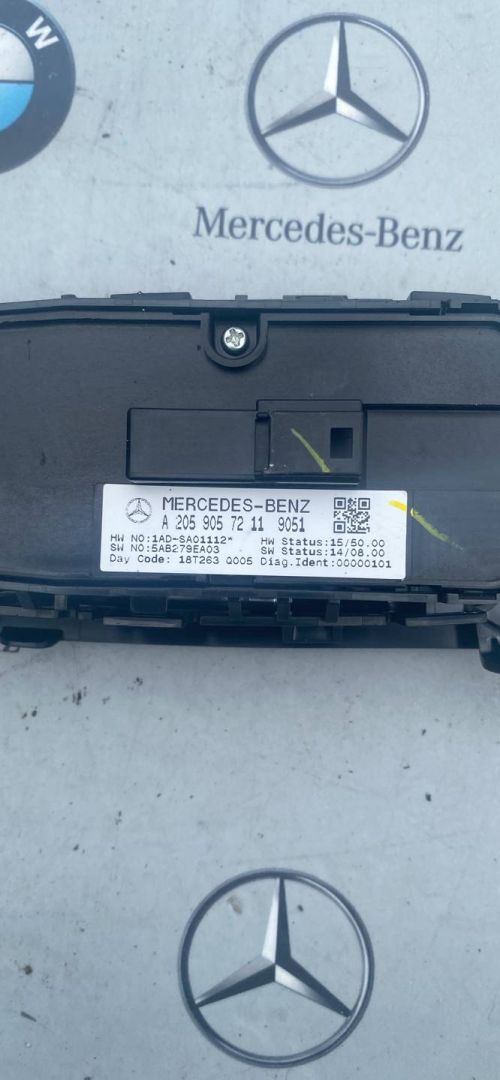 W
Mercedes-Benz
MERCEDES-BENZ
A 205 905 72 11 9051
HW NO:1AD-SA01112* HW Status:15/50.00
SW NO:5AB279EA03 SW Status:14/08.00
Day Code: 18T263 Q005 Diag.Ident:00000101